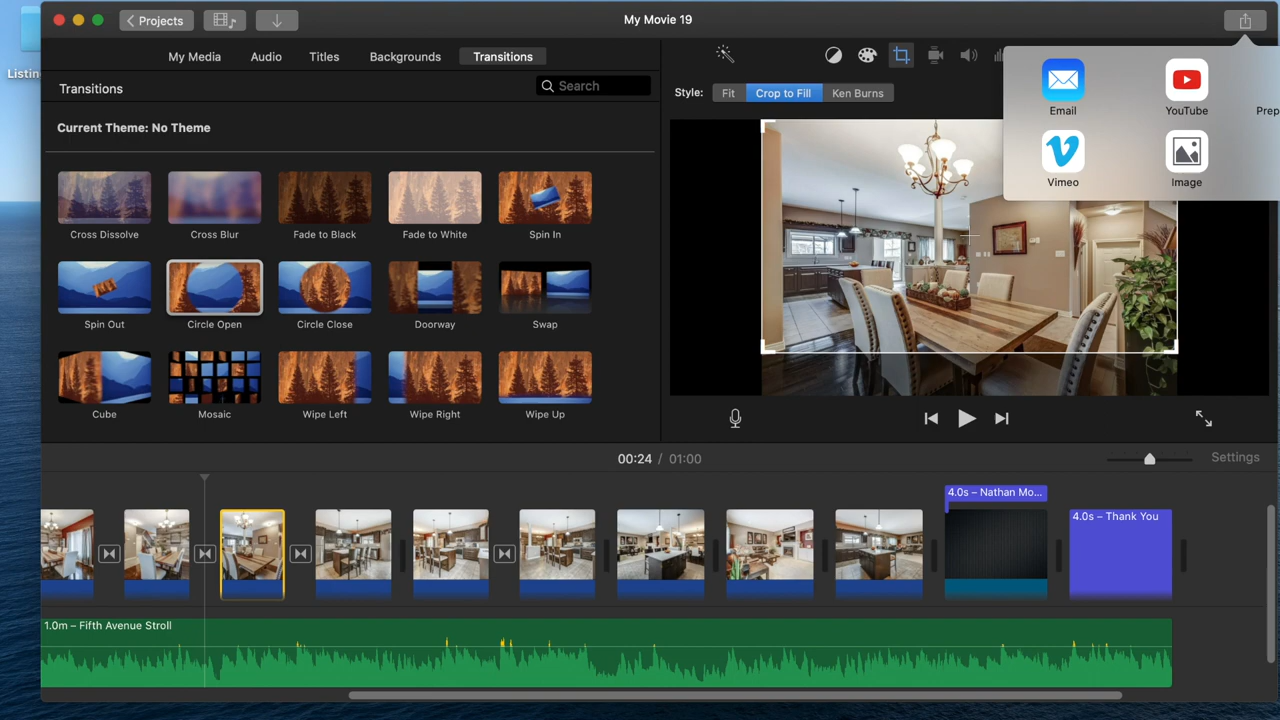 Projects
My Movie 19
My Media
Audio
Titles
Backgrounds
Transitions
Transitions
Search
Style:
Fit
Crop to Fill
Ken Burns
Email
YouTube
Prep
Vimeo
Image
Current Theme: No Theme
Cross Dissolve
Cross Blur
Fade to Black
Fade to White
Spin In
Spin Out
Circle Open
Circle Close
Doorway
Swap
Cube
Mosaic
Wipe Left
Wipe Right
Wipe Up
00:24 / 01:00
Settings
4.0s – Nathan Mo...
4.0s – Thank You
1.0m – Fifth Avenue Stroll
Listin